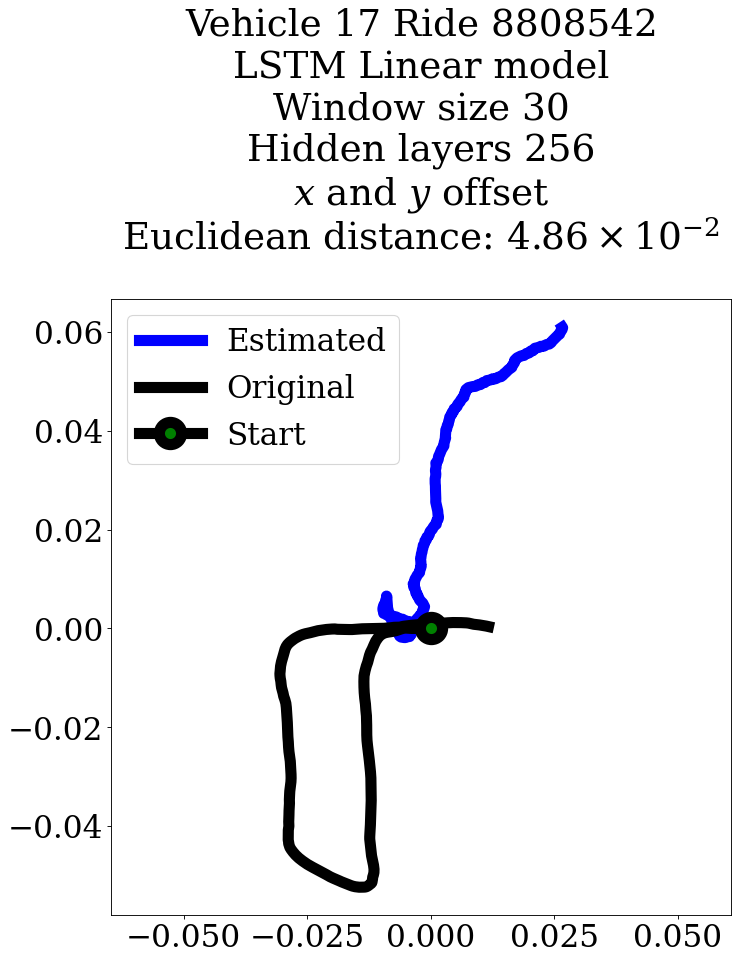 Vehicle 17 Ride 8808542
LSTM Linear model
Window size 30
Hidden layers 256
x and y offset
Euclidean distance: 4.86 × 10⁻²
Estimated
Original
Start
0.06
0.04
0.02
0.00
−0.02
−0.04
−0.050 −0.025 0.000 0.025 0.050